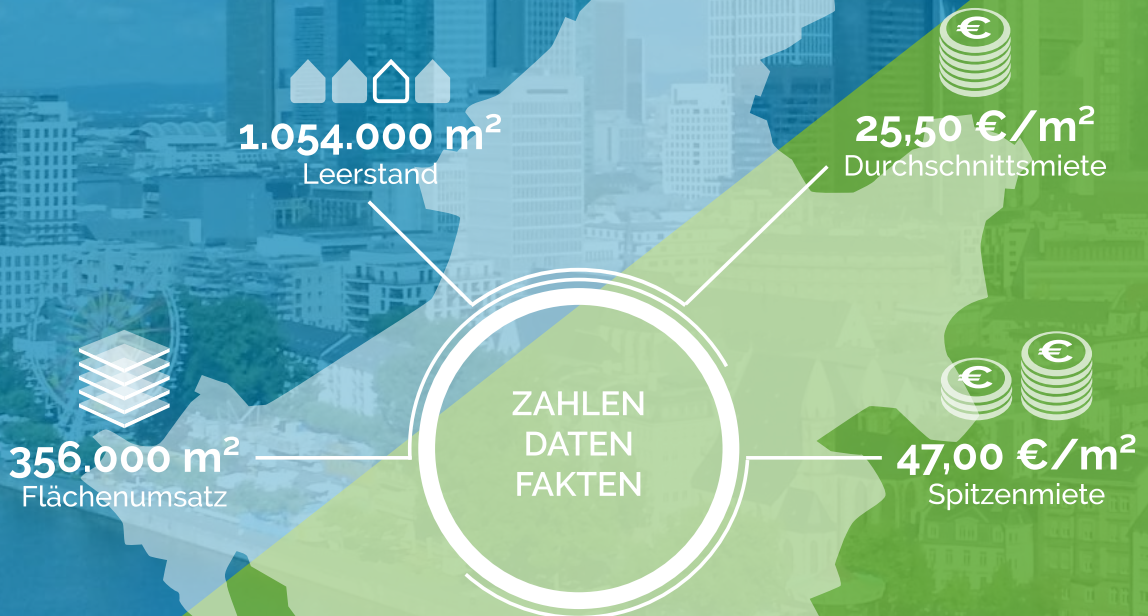 1.054.000 m²
Leerstand
25,50 €/m²
Durchschnittsmiete
ZAHLEN
DATEN
FAKTEN
356.000 m²
Flächenumsatz
47,00 €/m²
Spitzenmiete